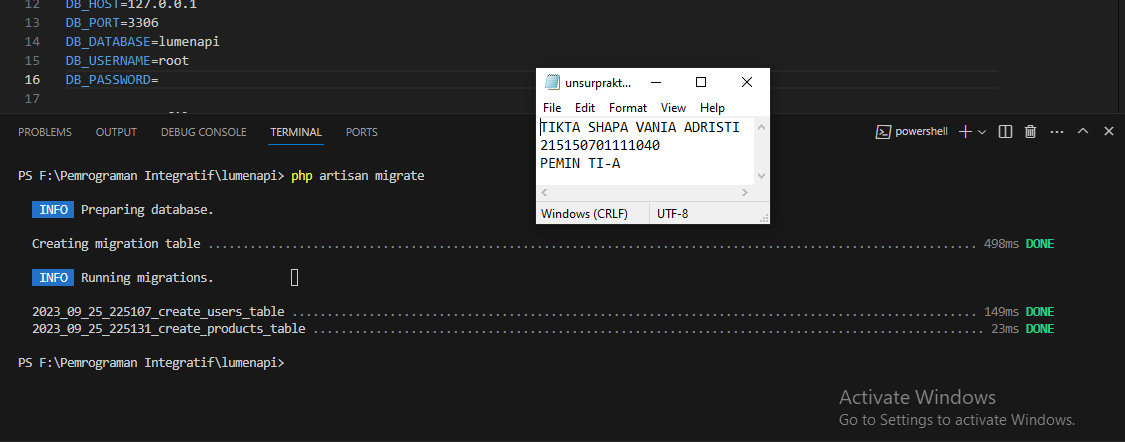 12 DB_HOST=127.0.0.1
13 DB_PORT=3306
14 DB_DATABASE=lumenapi
15 DB_USERNAME=root
16 DB_PASSWORD=
17
unsurprakt...
File Edit Format View Help
TIKTA SHAPA VANIA ADRISTI
215150701111040
PEMIN TI-A
Windows (CRLF) UTF-8
PROBLEMS OUTPUT DEBUG CONSOLE TERMINAL PORTS powershell
PS F:\Pemrograman Integratif\lumenapi> php artisan migrate
INFO Preparing database.
Creating migration table ................................................................ 498ms DONE
INFO Running migrations.
2023_09_25_225107_create_users_table ................................................................ 149ms DONE
2023_09_25_225131_create_products_table ................................................................ 23ms DONE
PS F:\Pemrograman Integratif\lumenapi>
Activate Windows
Go to Settings to activate Windows.